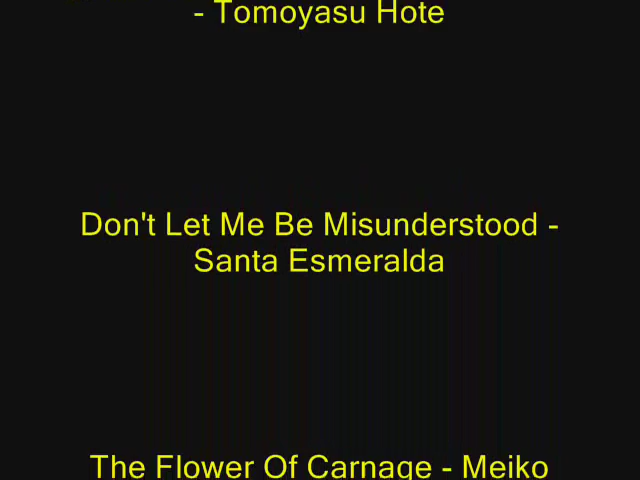 - Tomoyasu Hote
Don't Let Me Be Misunderstood -
Santa Esmeralda
The Flower Of Carnage - Meiko